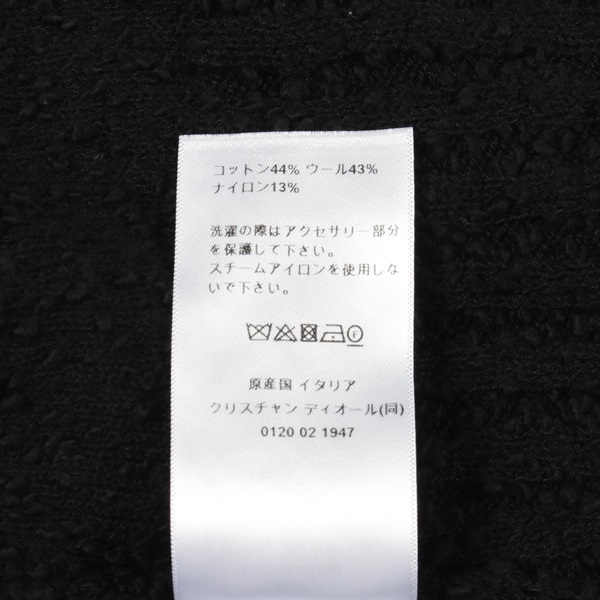 コットン44% ウール43%
ナイロン13%
洗濯の際はアクセサリー部分
を保護して下さい。
スチームアイロンを使用しな
いで下さい。
F
原産国 イタリア
クリスチャン ディオール(同)
0120 02 1947